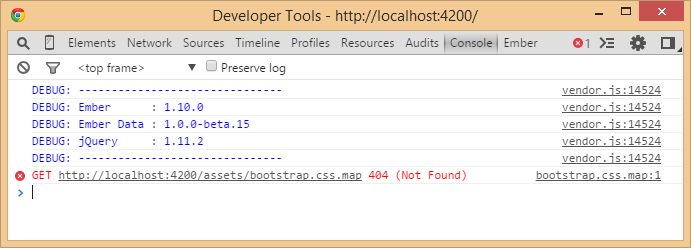 Developer Tools - http://localhost:4200/
Elements Network Sources Timeline Profiles Resources Audits Console Ember 1
<top frame> Preserve log
DEBUG: ------------------------------- vendor.js:14524
DEBUG: Ember      : 1.10.0 vendor.js:14524
DEBUG: Ember Data : 1.0.0-beta.15 vendor.js:14524
DEBUG: jQuery     : 1.11.2 vendor.js:14524
DEBUG: ------------------------------- vendor.js:14524
GET http://localhost:4200/assets/bootstrap.css.map 404 (Not Found) bootstrap.css.map:1